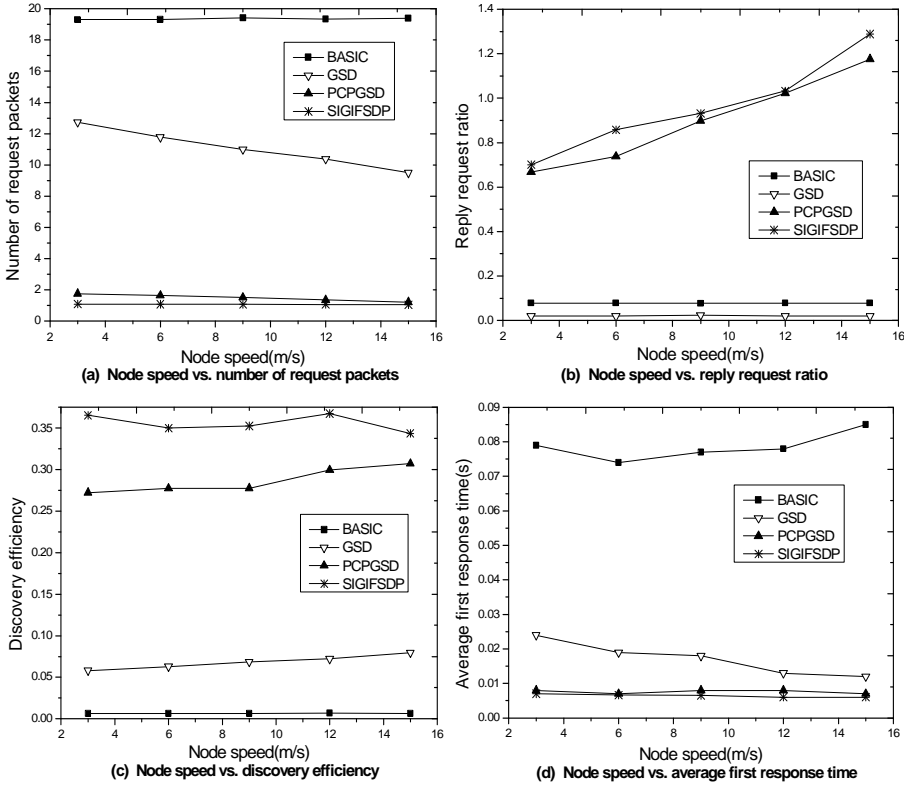 20
18
16
14
12
10
8
6
4
2
0
Number of request packets
BASIC
GSD
PCPGSD
SIGIFSDP
2 4 6 8 10 12 14 16
Node speed(m/s)
(a) Node speed vs. number of request packets
1.4
1.2
1.0
0.8
0.6
0.4
0.2
0.0
Reply request ratio
BASIC
GSD
PCPGSD
SIGIFSDP
2 4 6 8 10 12 14 16
Node speed(m/s)
(b) Node speed vs. reply request ratio
0.35
0.30
0.25
0.20
0.15
0.10
0.05
0.00
Discovery efficiency
BASIC
GSD
PCPGSD
SIGIFSDP
2 4 6 8 10 12 14 16
Node speed(m/s)
(c) Node speed vs. discovery efficiency
0.09
0.08
0.07
0.06
0.05
0.04
0.03
0.02
0.01
0.00
Average first response time(s)
BASIC
GSD
PCPGSD
SIGIFSDP
2 4 6 8 10 12 14 16
Node speed(m/s)
(d) Node speed vs. average first response time